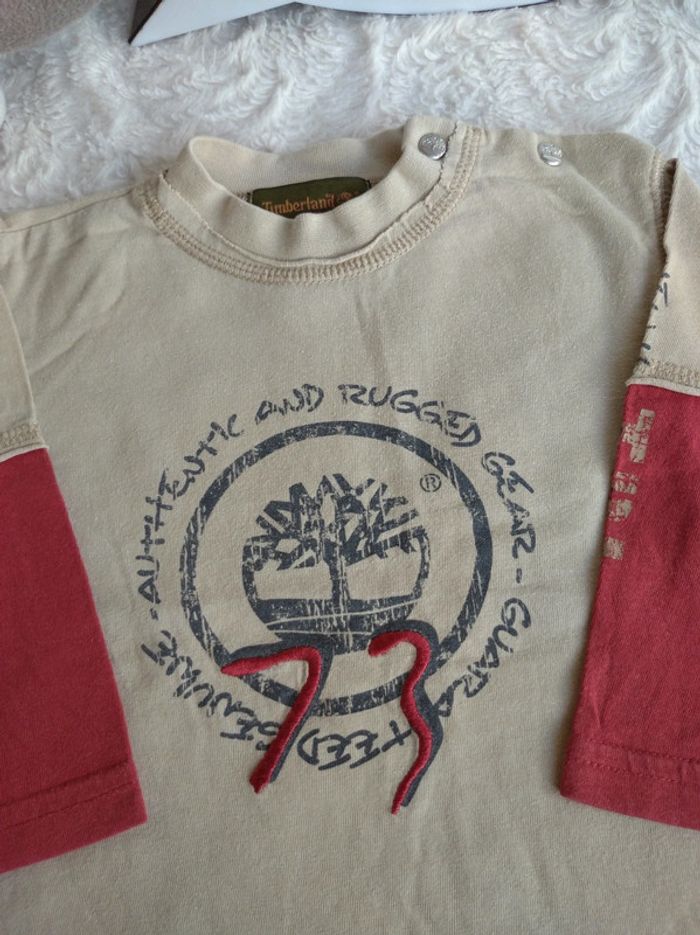 Timberland
AUTHENTIC AND RUGGED GEAR - GUARANTEED GENUINE -
®
73